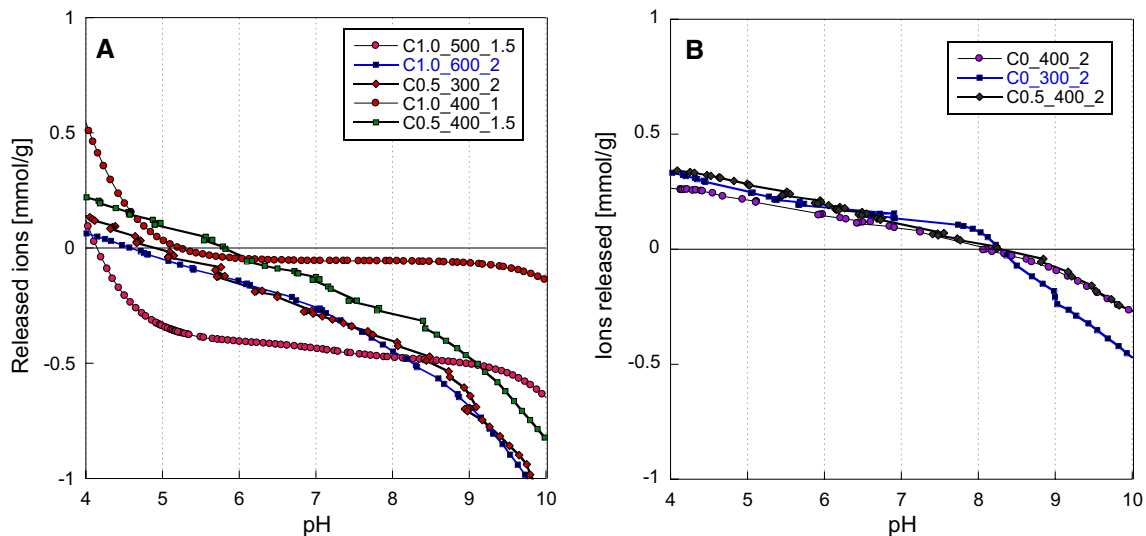 A
C1.0_500_1.5
C1.0_600_2
C0.5_300_2
C1.0_400_1
C0.5_400_1.5
Released ions [mmol/g]
1
0.5
0
-0.5
-1
4 5 6 7 8 9 10
pH
B
C0_400_2
C0_300_2
C0.5_400_2
Ions released [mmol/g]
1
0.5
0
-0.5
-1
4 5 6 7 8 9 10
pH